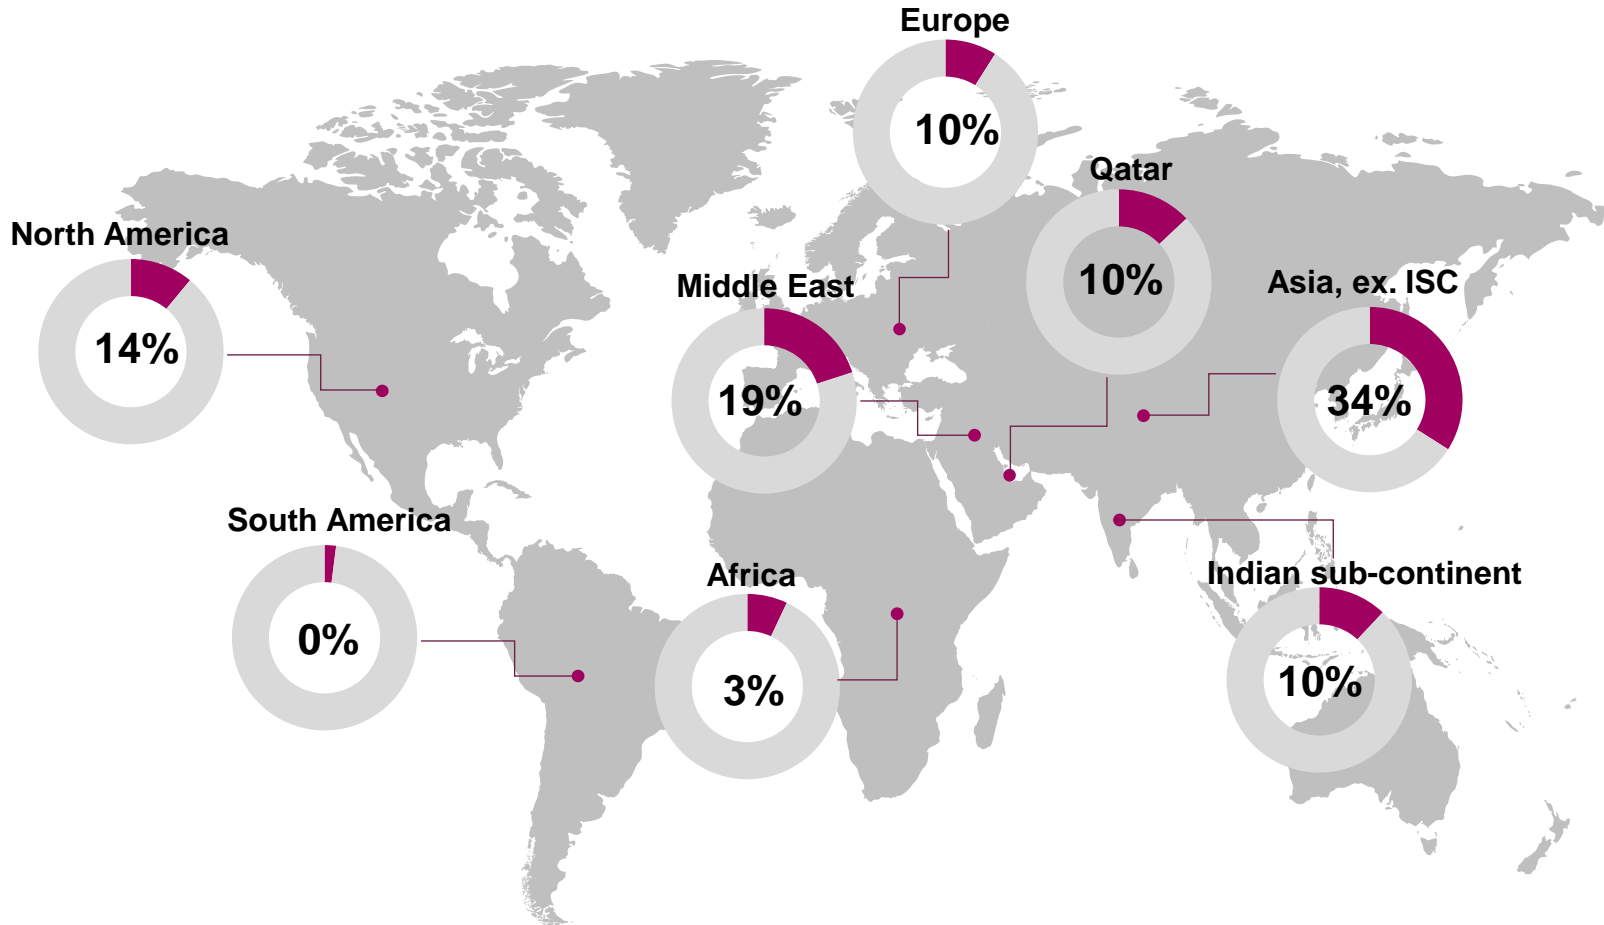 Europe
10%
Qatar
10%
North America
14%
Middle East
19%
Asia, ex. ISC
34%
South America
0%
Africa
3%
Indian sub-continent
10%